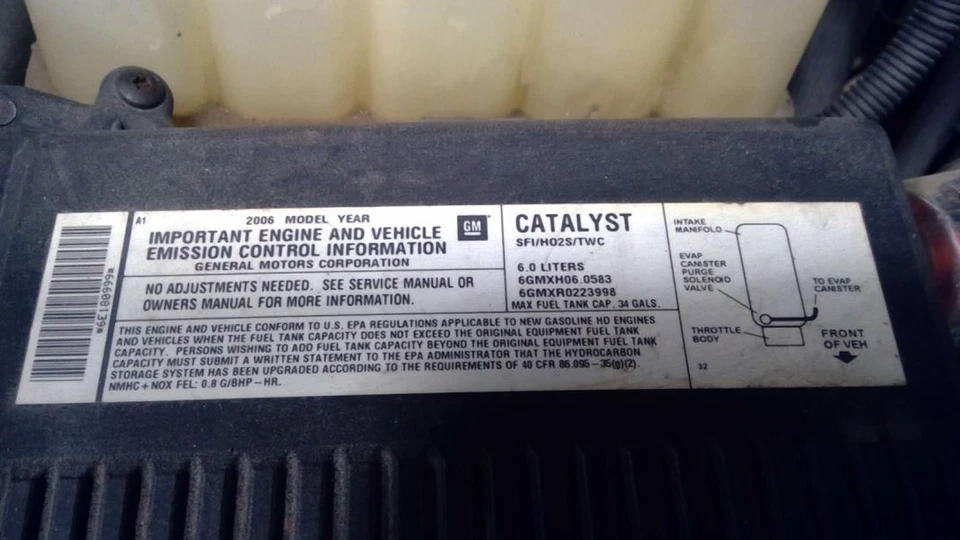 *6E180999*
A1
2006 MODEL YEAR
IMPORTANT ENGINE AND VEHICLE
EMISSION CONTROL INFORMATION
GENERAL MOTORS CORPORATION
GM
NO ADJUSTMENTS NEEDED. SEE SERVICE MANUAL OR
OWNERS MANUAL FOR MORE INFORMATION.
CATALYST
SFI/HO2S/TWC
6.0 LITERS
6GMXH06.0583
6GMXR0223998
MAX FUEL TANK CAP. 34 GALS.
THIS ENGINE AND VEHICLE CONFORM TO U.S. EPA REGULATIONS APPLICABLE TO NEW GASOLINE HD ENGINES
AND VEHICLES WHEN THE FUEL TANK CAPACITY DOES NOT EXCEED THE ORIGINAL EQUIPMENT FUEL TANK
CAPACITY. PERSONS WISHING TO ADD FUEL TANK CAPACITY BEYOND THE ORIGINAL EQUIPMENT FUEL TANK
CAPACITY MUST SUBMIT A WRITTEN STATEMENT TO THE EPA ADMINISTRATOR THAT THE HYDROCARBON
STORAGE SYSTEM HAS BEEN UPGRADED ACCORDING TO THE REQUIREMENTS OF 40 CFR 86.095-35(g)(2).
NMHC + NOX FEL: 0.8 G/BHP-HR.
INTAKE
MANIFOLD
EVAP
CANISTER
PURGE
SOLENOID
VALVE
TO EVAP
CANISTER
THROTTLE
BODY
FRONT
OF VEH
32